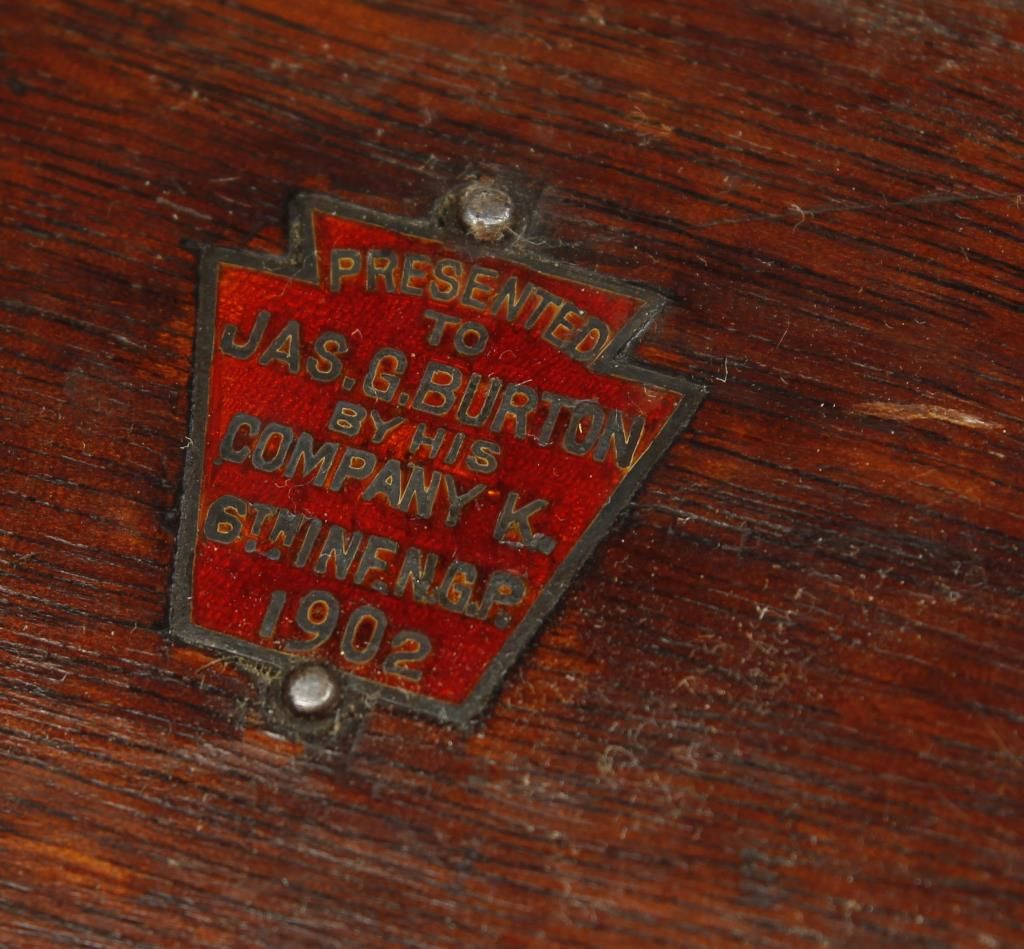 PRESENTED
TO
JAS. G. BURTON
BY HIS
COMPANY K.
6TH INF. N.G.P.
1902